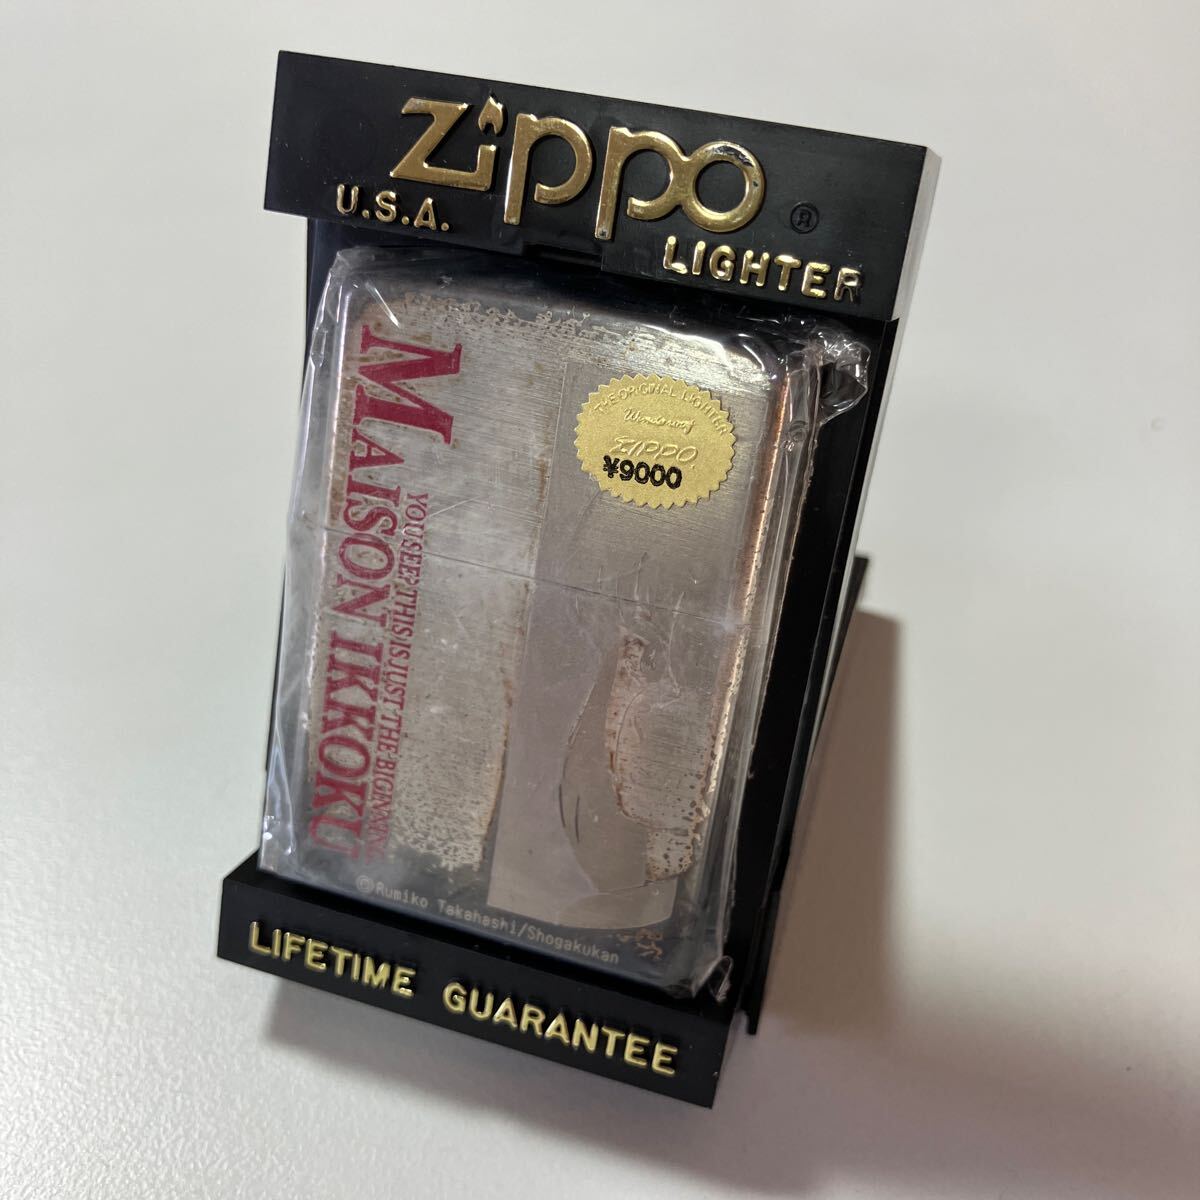 zippo
®
U.S.A.
LIGHTER
THE ORIGINAL LIGHTER
Windproof
ZIPPO
¥9000
YOU SEE? THIS IS JUST THE BIGINNING.
MAISON IKKOKU
©Rumiko Takahashi/Shogakukan
LIFETIME GUARANTEE